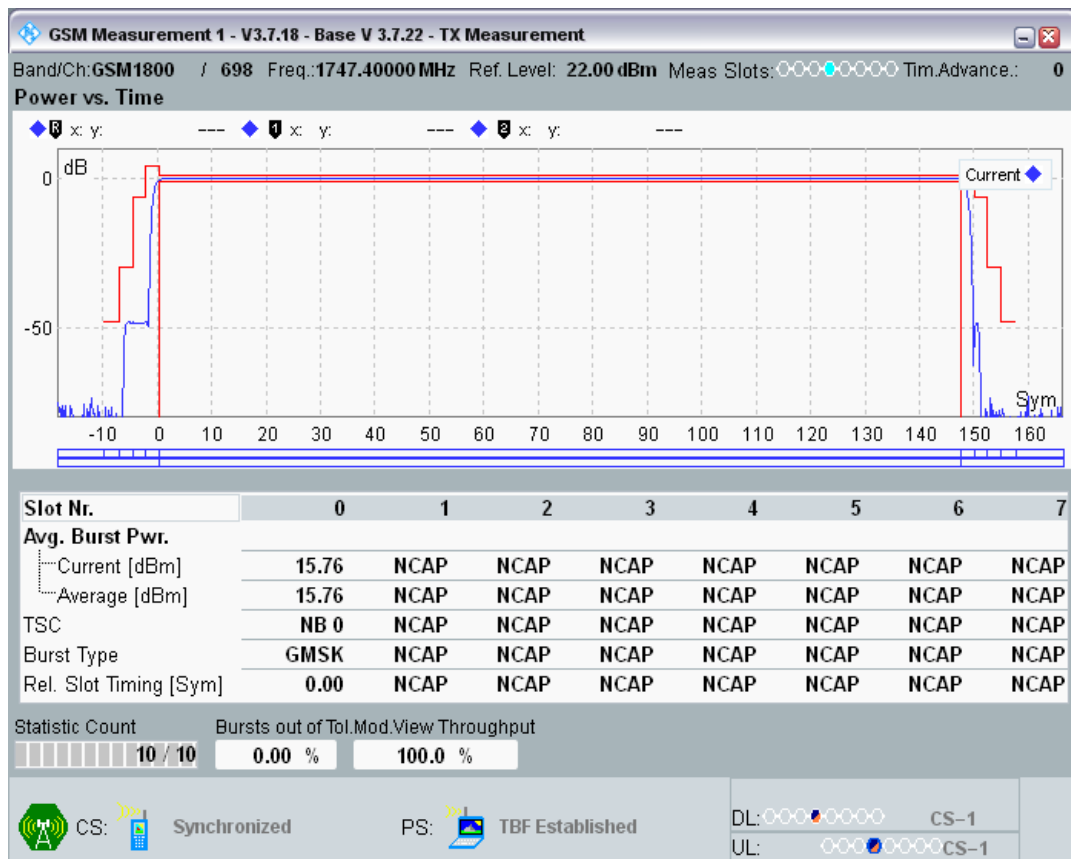 GSM Measurement 1 - V3.7.18 - Base V 3.7.22 - TX Measurement
Band/Ch:GSM1800 / 698 Freq.:1747.40000 MHz Ref. Level: 22.00 dBm Meas Slots: Tim.Advance.: 0
Power vs. Time
R x: y: --- 1 x: y: --- 2 x: y: ---
dB
Current
0
-50
Sym
-10 0 10 20 30 40 50 60 70 80 90 100 110 120 130 140 150 160
Slot Nr. 0 1 2 3 4 5 6 7
Avg. Burst Pwr.
Current [dBm] 15.76 NCAP NCAP NCAP NCAP NCAP NCAP NCAP
Average [dBm] 15.76 NCAP NCAP NCAP NCAP NCAP NCAP NCAP
TSC NB 0 NCAP NCAP NCAP NCAP NCAP NCAP NCAP
Burst Type GMSK NCAP NCAP NCAP NCAP NCAP NCAP NCAP
Rel. Slot Timing [Sym] 0.00 NCAP NCAP NCAP NCAP NCAP NCAP NCAP
Statistic Count Bursts out of Tol.Mod.View Throughput
10 / 10 0.00 % 100.0 %
CS: Synchronized PS: TBF Established
DL: CS-1
UL: CS-1